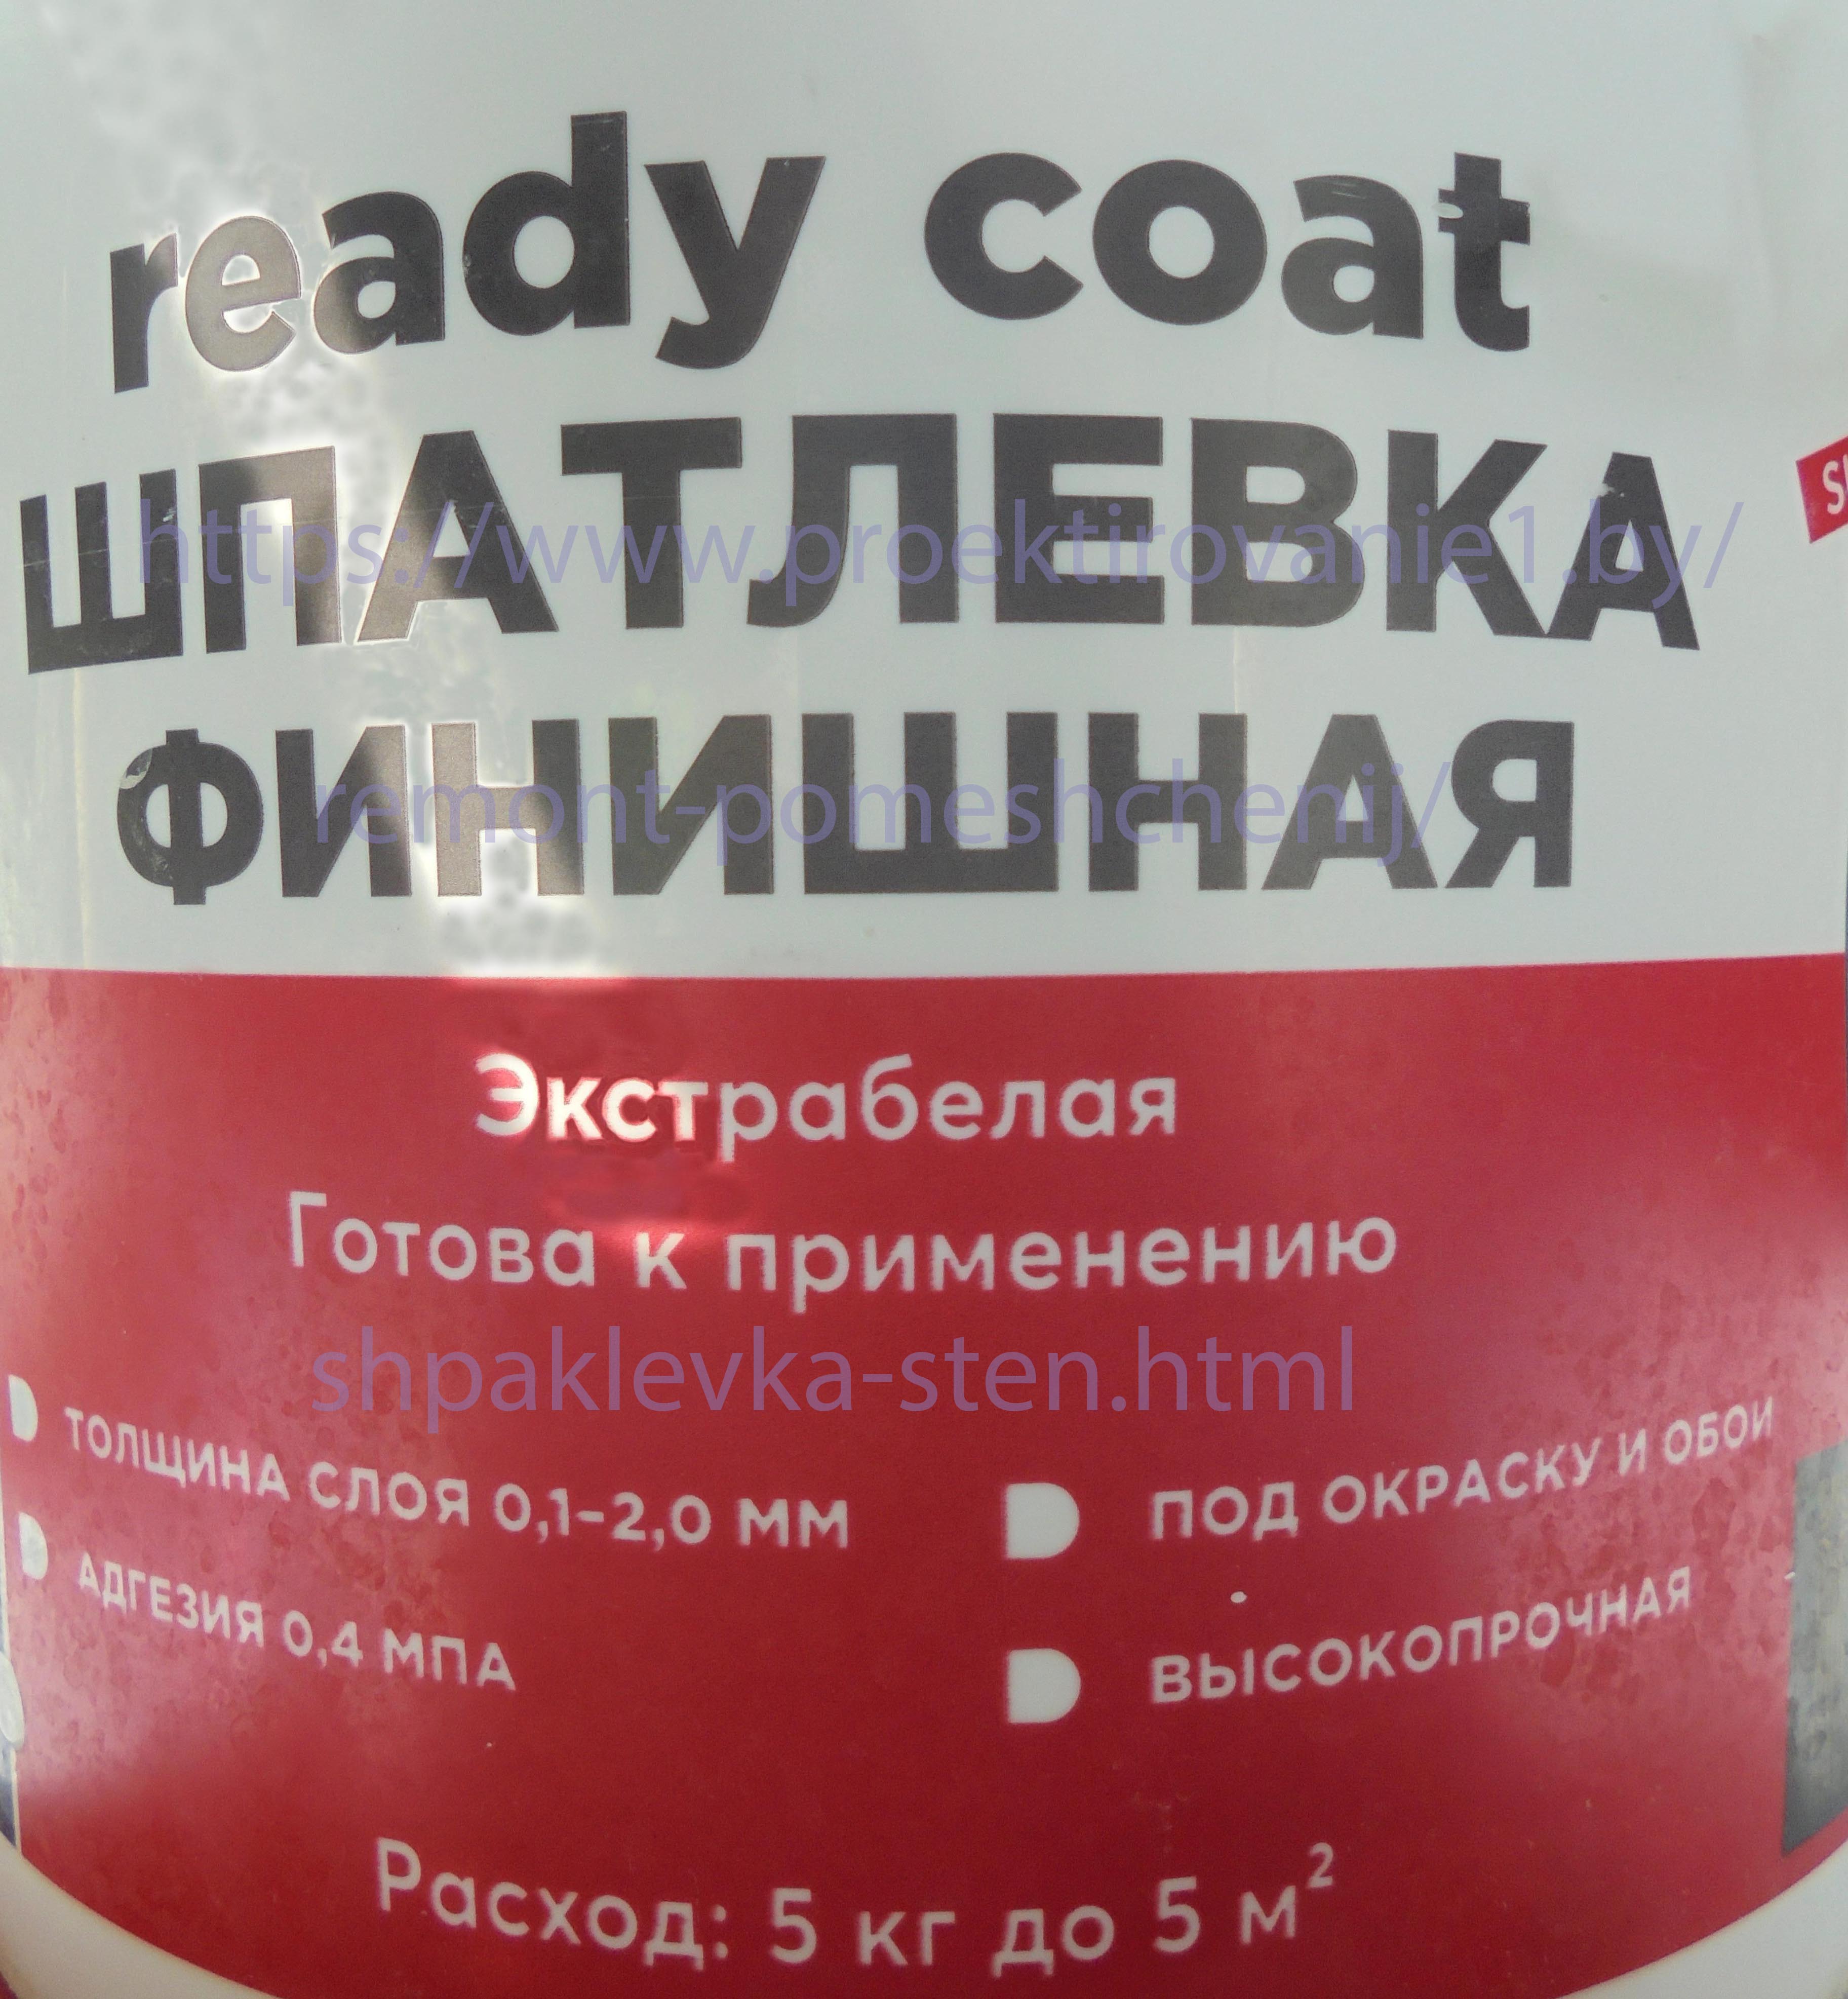 ready coat
ШПАТЛЕВКА
https://www.proektirovanie1.by/
ФИНИШНАЯ
remont-pomeshchenij/
Экстрабелая
Готова к применению
shpaklevka-sten.html
ТОЛЩИНА СЛОЯ 0,1-2,0 ММ
ПОД ОКРАСКУ И ОБОИ
АДГЕЗИЯ 0,4 МПА
ВЫСОКОПРОЧНАЯ
Расход: 5 кг до 5 м²